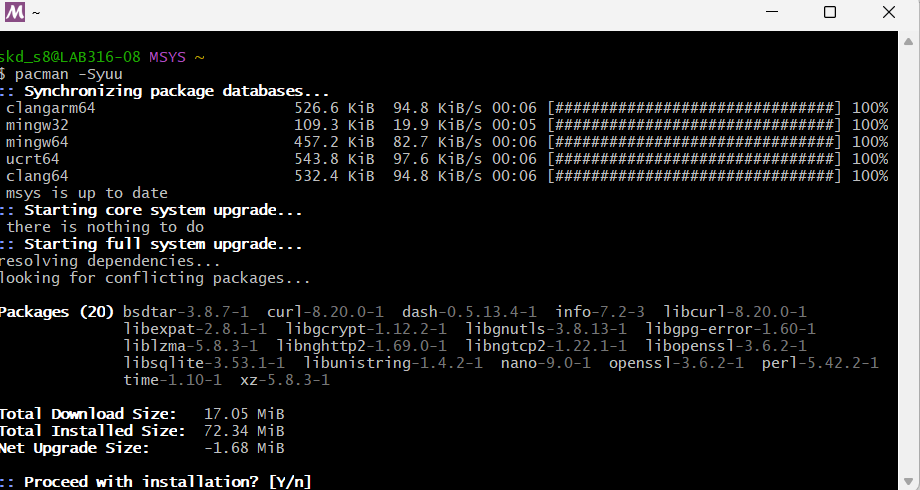 M ~
skd_s8@LAB316-08 MSYS ~
$ pacman -Syuu
:: Synchronizing package databases...
clangarm64 526.6 KiB 94.8 KiB/s 00:06 [###############################] 100%
mingw32 109.3 KiB 19.9 KiB/s 00:05 [###############################] 100%
mingw64 457.2 KiB 82.7 KiB/s 00:06 [###############################] 100%
ucrt64 543.8 KiB 97.6 KiB/s 00:06 [###############################] 100%
clang64 532.4 KiB 94.8 KiB/s 00:06 [###############################] 100%
msys is up to date
:: Starting core system upgrade...
there is nothing to do
:: Starting full system upgrade...
resolving dependencies...
looking for conflicting packages...
Packages (20) bsdtar-3.8.7-1 curl-8.20.0-1 dash-0.5.13.4-1 info-7.2-3 libcurl-8.20.0-1
libexpat-2.8.1-1 libgcrypt-1.12.2-1 libgnutls-3.8.13-1 libgpg-error-1.60-1
liblzma-5.8.3-1 libnghttp2-1.69.0-1 libngtcp2-1.22.1-1 libopenssl-3.6.2-1
libsqlite-3.53.1-1 libunistring-1.4.2-1 nano-9.0-1 openssl-3.6.2-1 perl-5.42.2-1
time-1.10-1 xz-5.8.3-1
Total Download Size: 17.05 MiB
Total Installed Size: 72.34 MiB
Net Upgrade Size: -1.68 MiB
:: Proceed with installation? [Y/n]